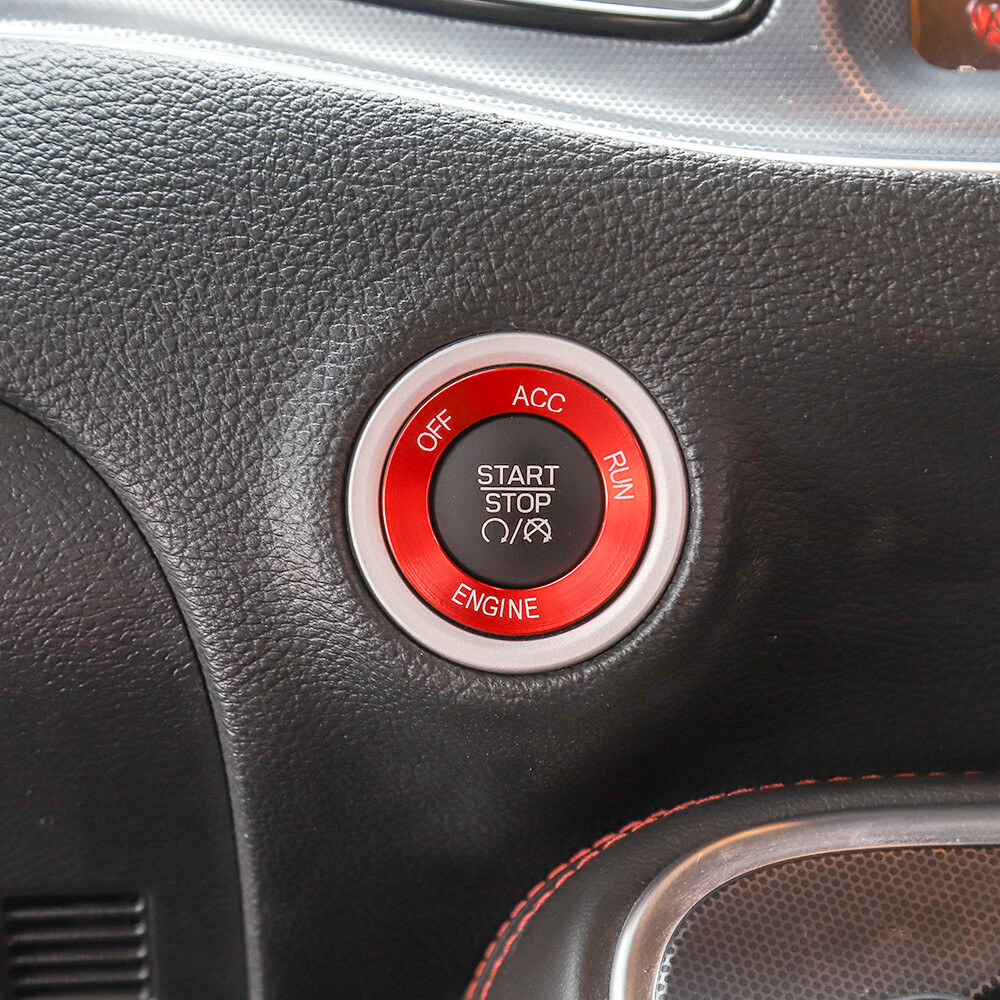 OFF
ACC
RUN
START
STOP
ENGINE